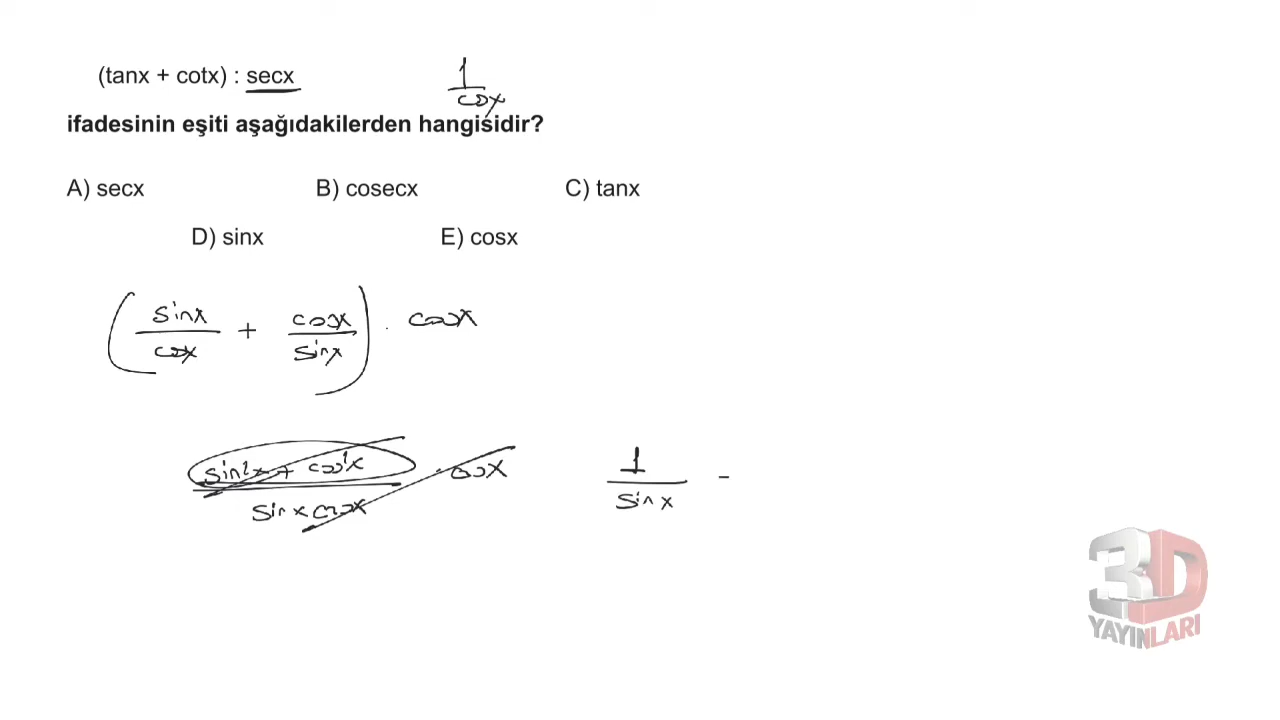 (tanx + cotx) : secx
1
cosx
ifadesinin eşiti aşağıdakilerden hangisidir?
A) secx B) cosecx C) tanx
D) sinx E) cosx
( sinx/cosx + cosx/sinx ) . cosx
sin²x + cos²x / sinx cosx . cosx 1 / sinx =
3D
YAYINLARI